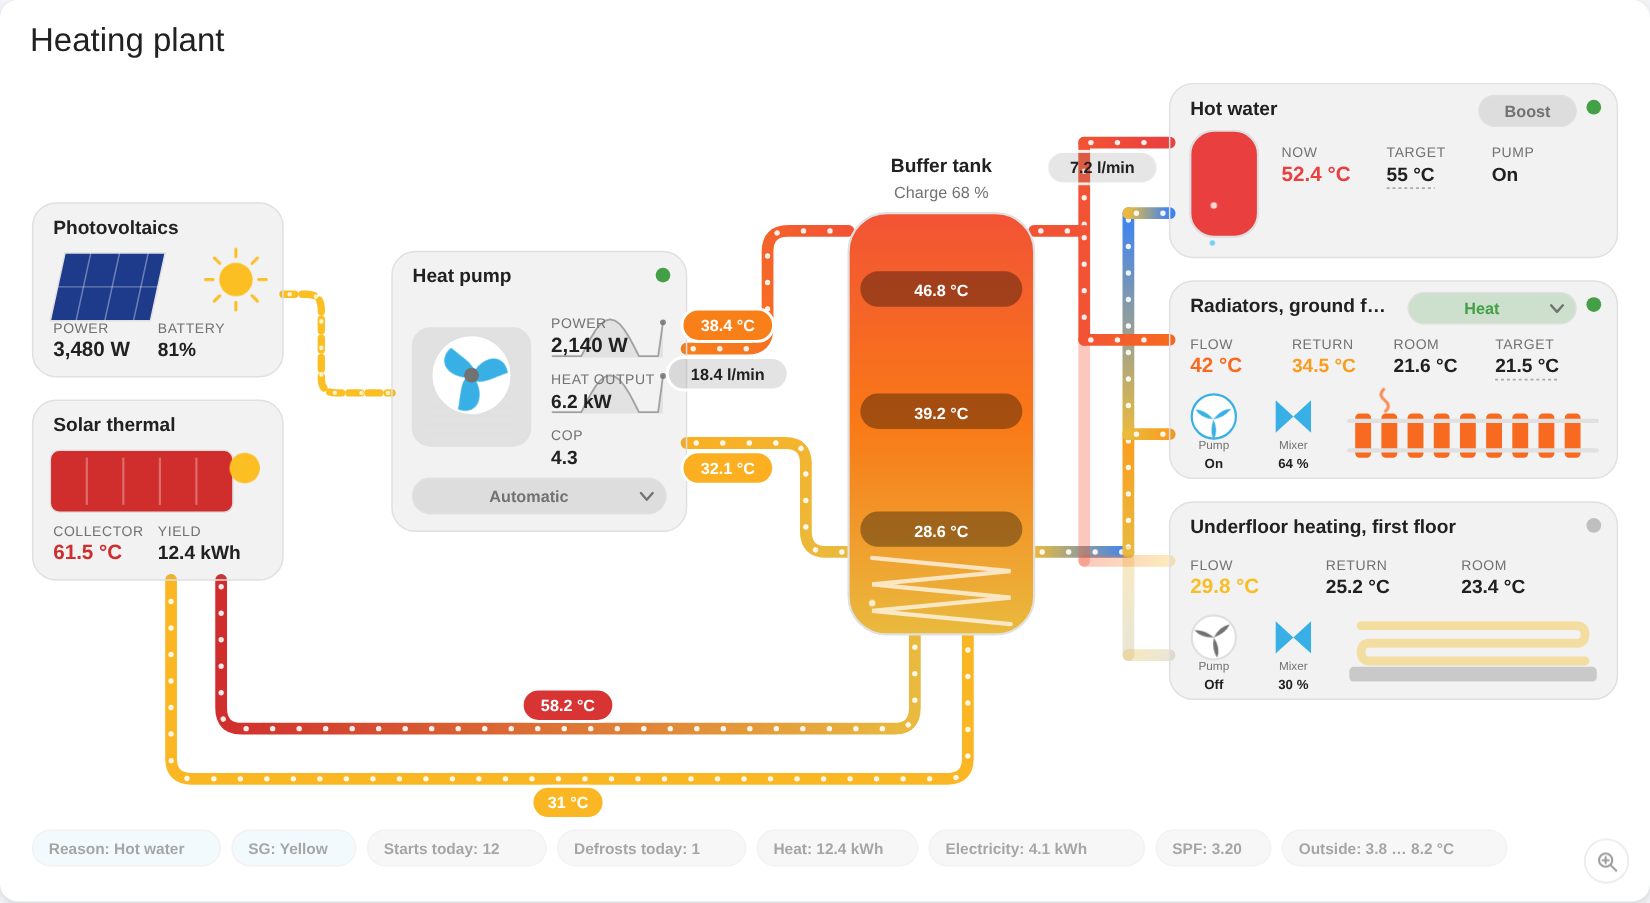 Heating plant
Hot water
Boost
NOW
TARGET
PUMP
52.4 °C
55 °C
On
7.2 l/min
Buffer tank
Charge 68 %
46.8 °C
39.2 °C
28.6 °C
Photovoltaics
POWER
BATTERY
3,480 W
81%
Heat pump
POWER
2,140 W
HEAT OUTPUT
6.2 kW
COP
4.3
Automatic
38.4 °C
18.4 l/min
32.1 °C
Radiators, ground f…
Heat
FLOW
RETURN
ROOM
TARGET
42 °C
34.5 °C
21.6 °C
21.5 °C
Pump
Mixer
On
64 %
Solar thermal
COLLECTOR
YIELD
61.5 °C
12.4 kWh
Underfloor heating, first floor
FLOW
RETURN
ROOM
29.8 °C
25.2 °C
23.4 °C
Pump
Mixer
Off
30 %
58.2 °C
31 °C
Reason: Hot water
SG: Yellow
Starts today: 12
Defrosts today: 1
Heat: 12.4 kWh
Electricity: 4.1 kWh
SPF: 3.20
Outside: 3.8 … 8.2 °C